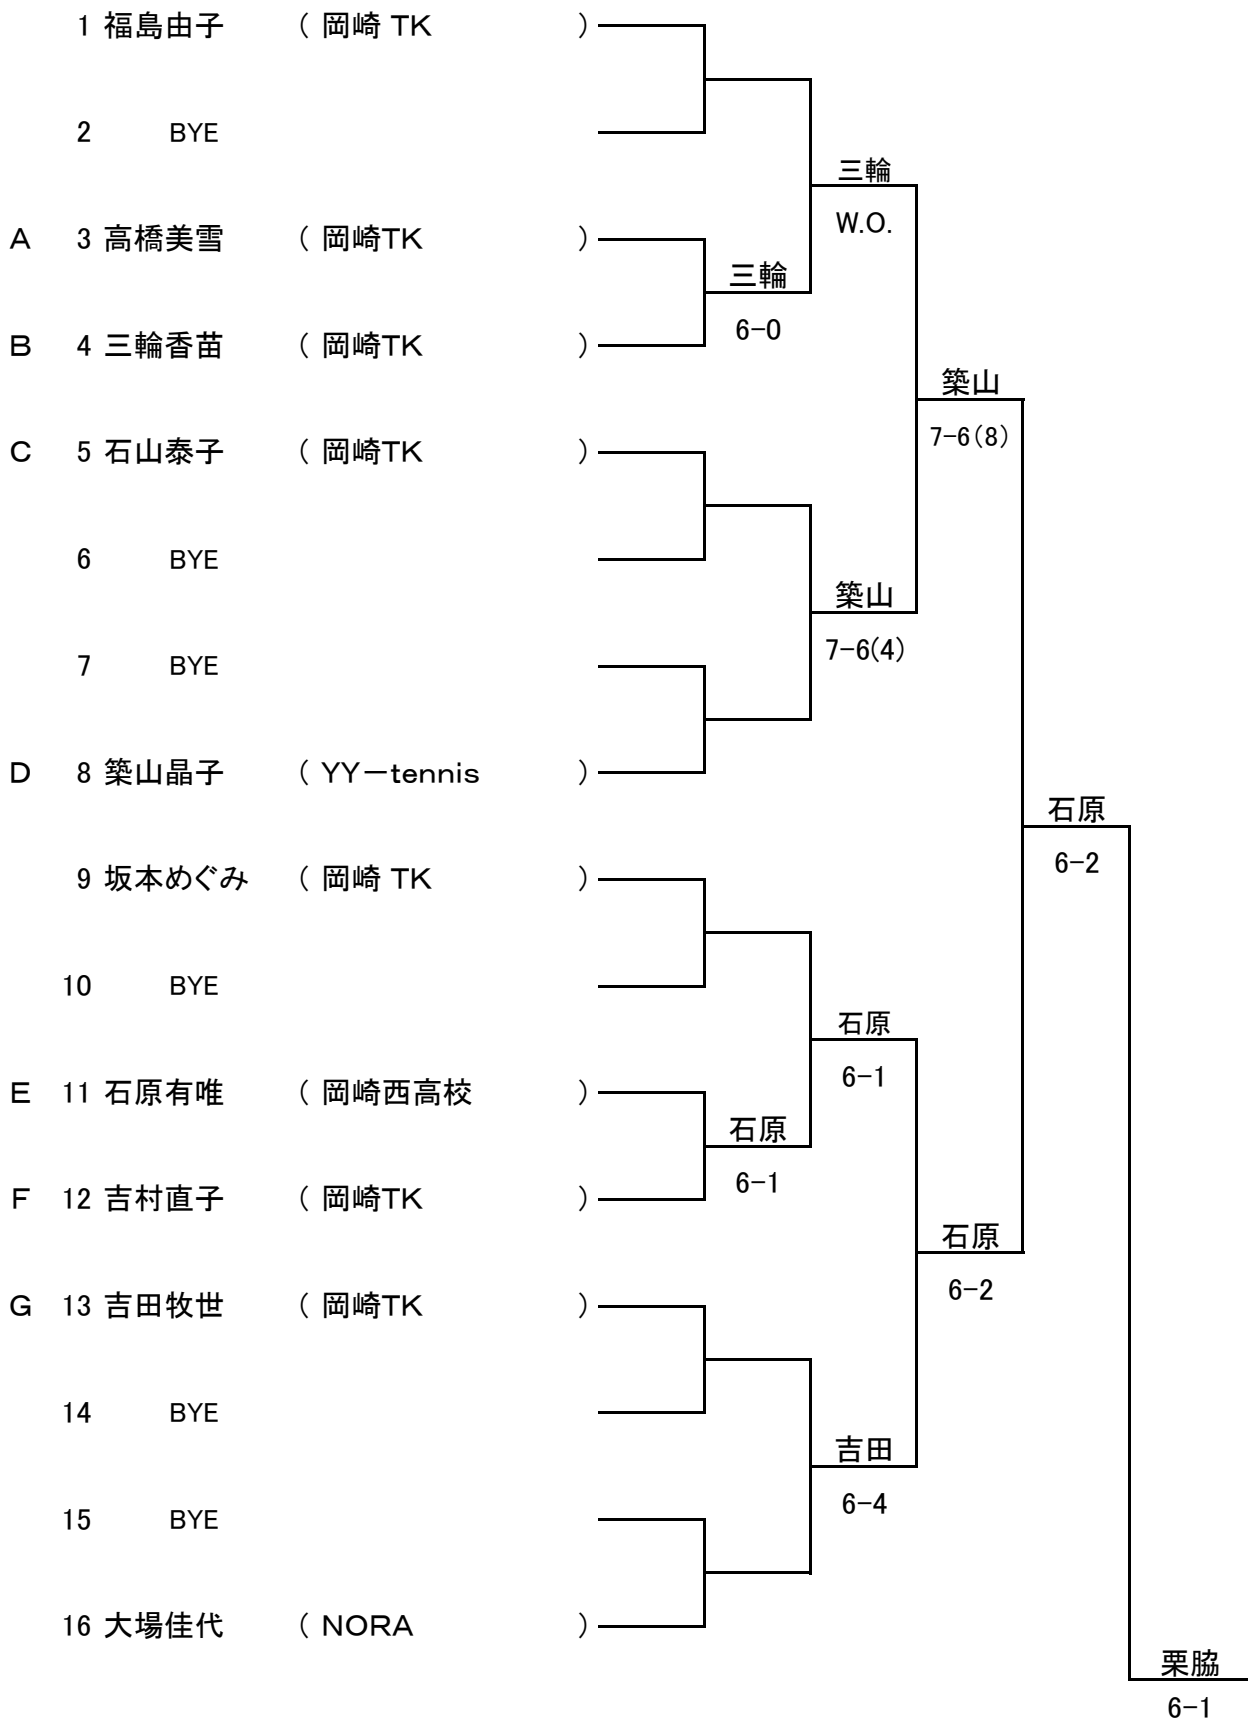 1 福島由子 ( 岡崎 TK )
2 BYE
三輪
W.O.
A 3 高橋美雪 ( 岡崎TK )
三輪
6-0
B 4 三輪香苗 ( 岡崎TK )
築山
7-6(8)
C 5 石山泰子 ( 岡崎TK )
6 BYE
築山
7-6(4)
7 BYE
D 8 築山晶子 ( YY－tennis )
石原
6-2
9 坂本めぐみ ( 岡崎 TK )
10 BYE
石原
6-1
E 11 石原有唯 ( 岡崎西高校 )
石原
6-1
F 12 吉村直子 ( 岡崎TK )
石原
6-2
G 13 吉田牧世 ( 岡崎TK )
14 BYE
吉田
6-4
15 BYE
16 大場佳代 ( NORA )
栗脇
6-1